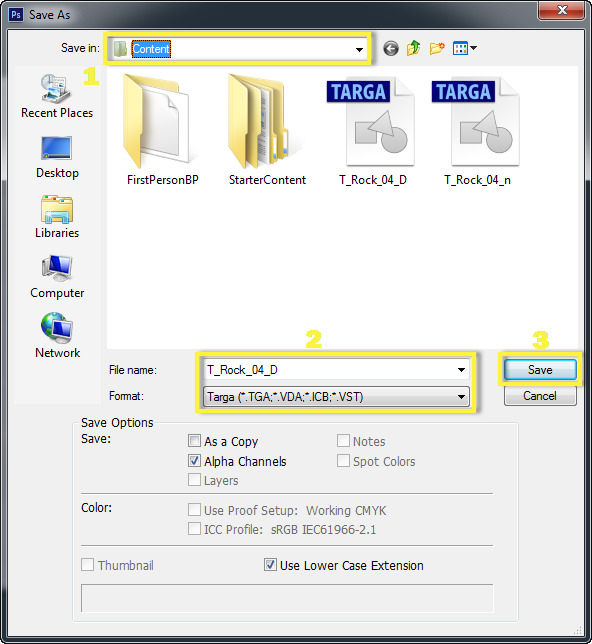 Ps Save As
Save in: Content
1
Recent Places
Desktop
Libraries
Computer
Network
TARGA TARGA
FirstPersonBP StarterContent T_Rock_04_D T_Rock_04_n
2 3
File name: T_Rock_04_D Save
Format: Targa (*.TGA;*.VDA;*.ICB;*.VST) Cancel
Save Options
Save: As a Copy Notes
Alpha Channels Spot Colors
Layers
Color: Use Proof Setup: Working CMYK
ICC Profile: sRGB IEC61966-2.1
Thumbnail Use Lower Case Extension